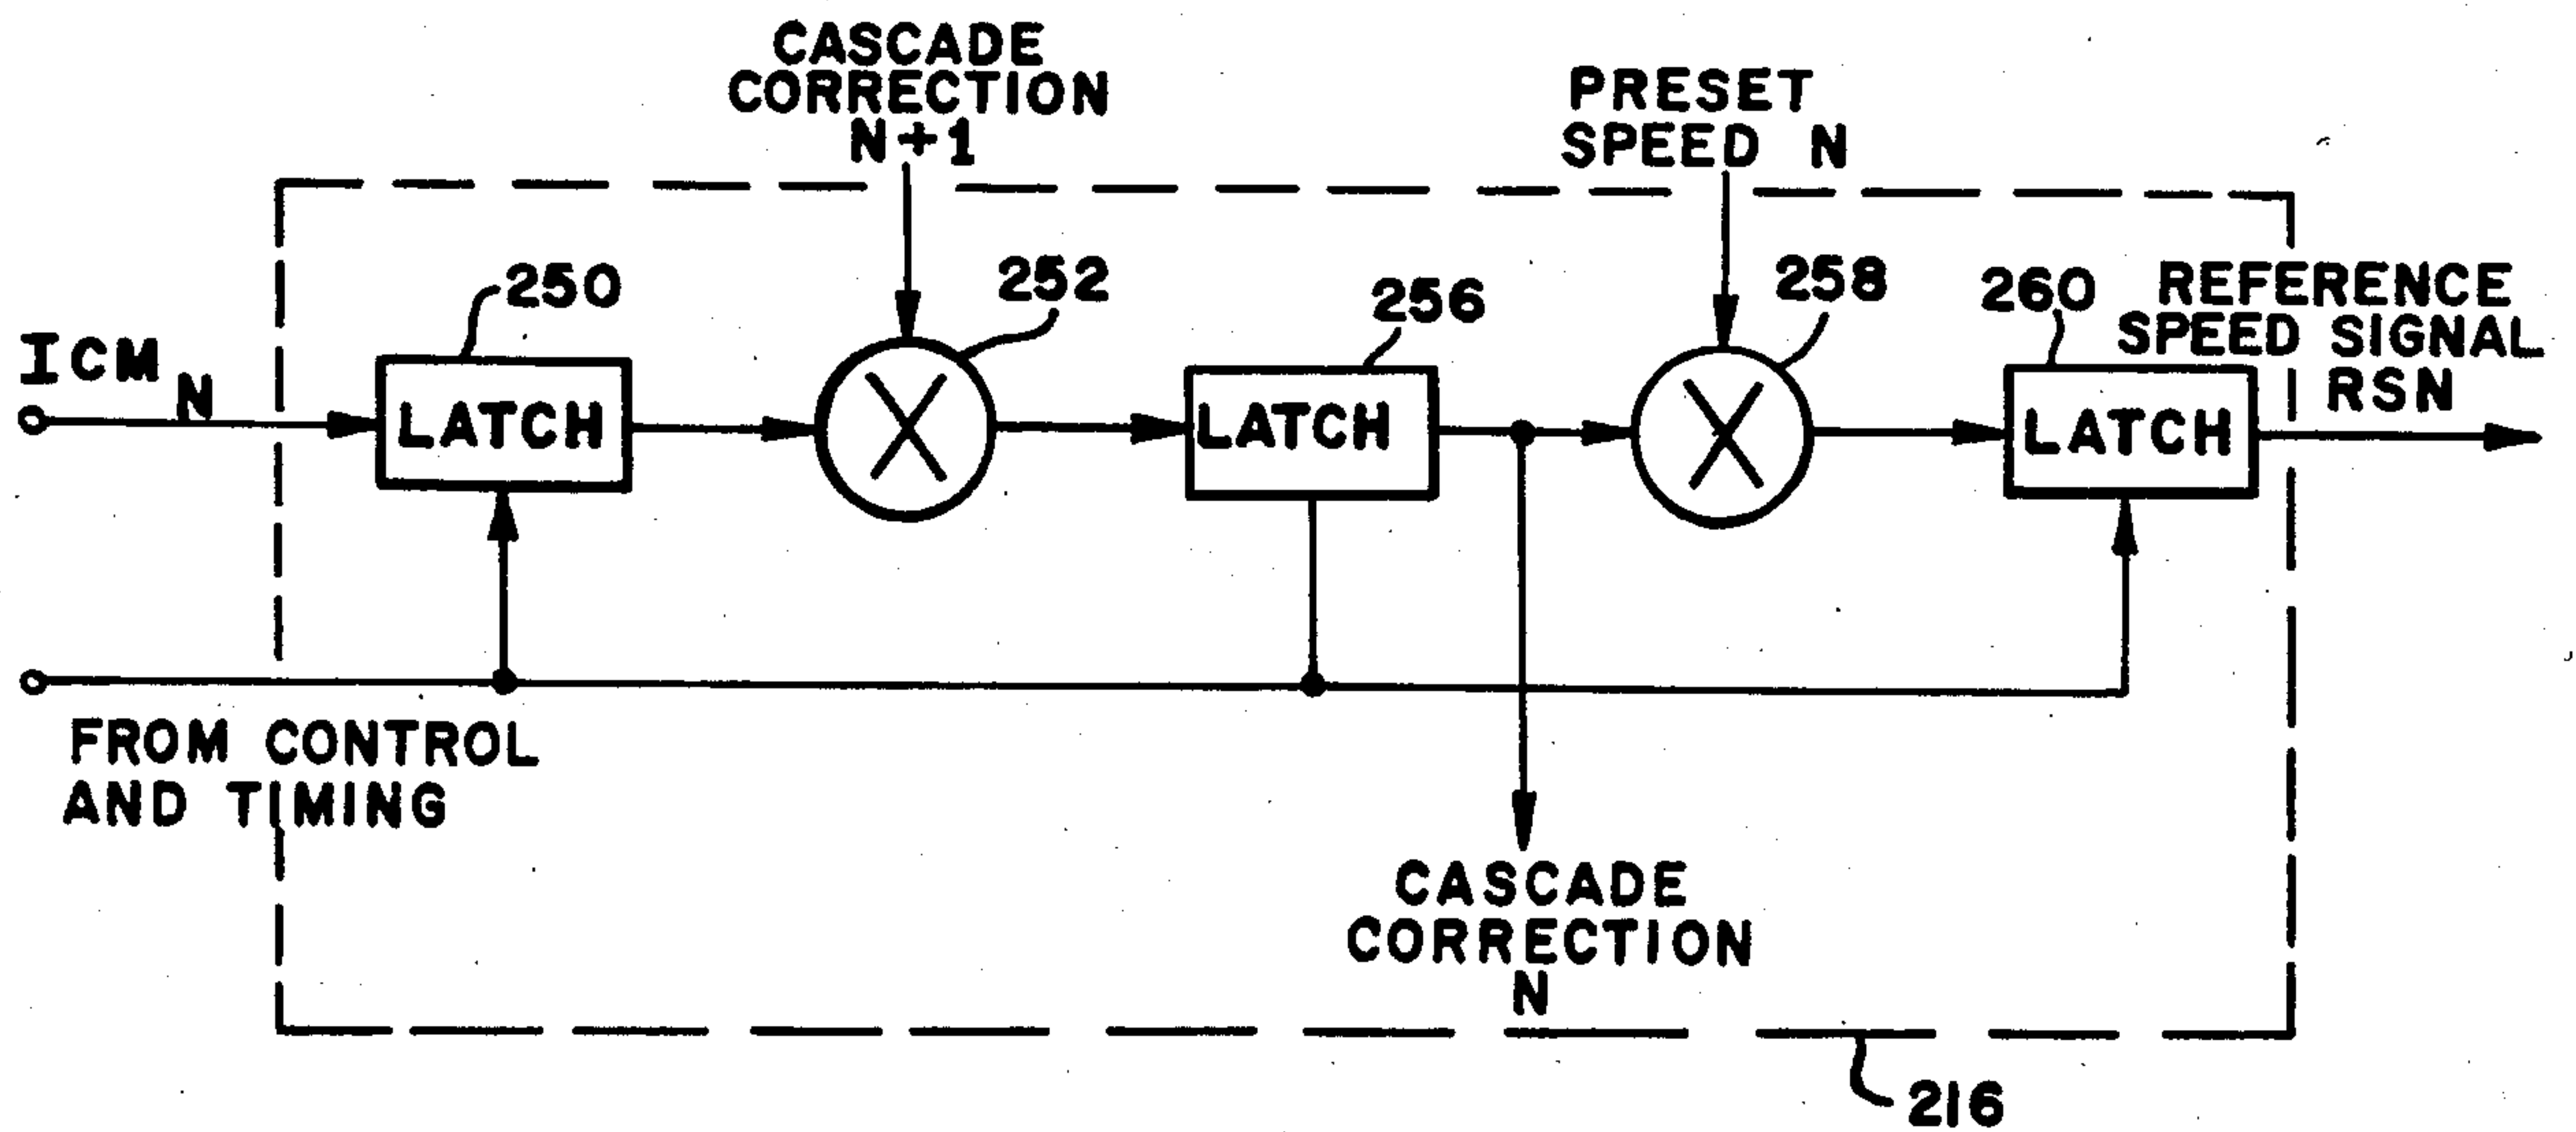 CASCADE
CORRECTION
N+1
PRESET
SPEED N
250
252
256
258
260
REFERENCE
SPEED SIGNAL
RSN
ICM N
LATCH
X
LATCH
X
LATCH
FROM CONTROL
AND TIMING
CASCADE
CORRECTION
N
216